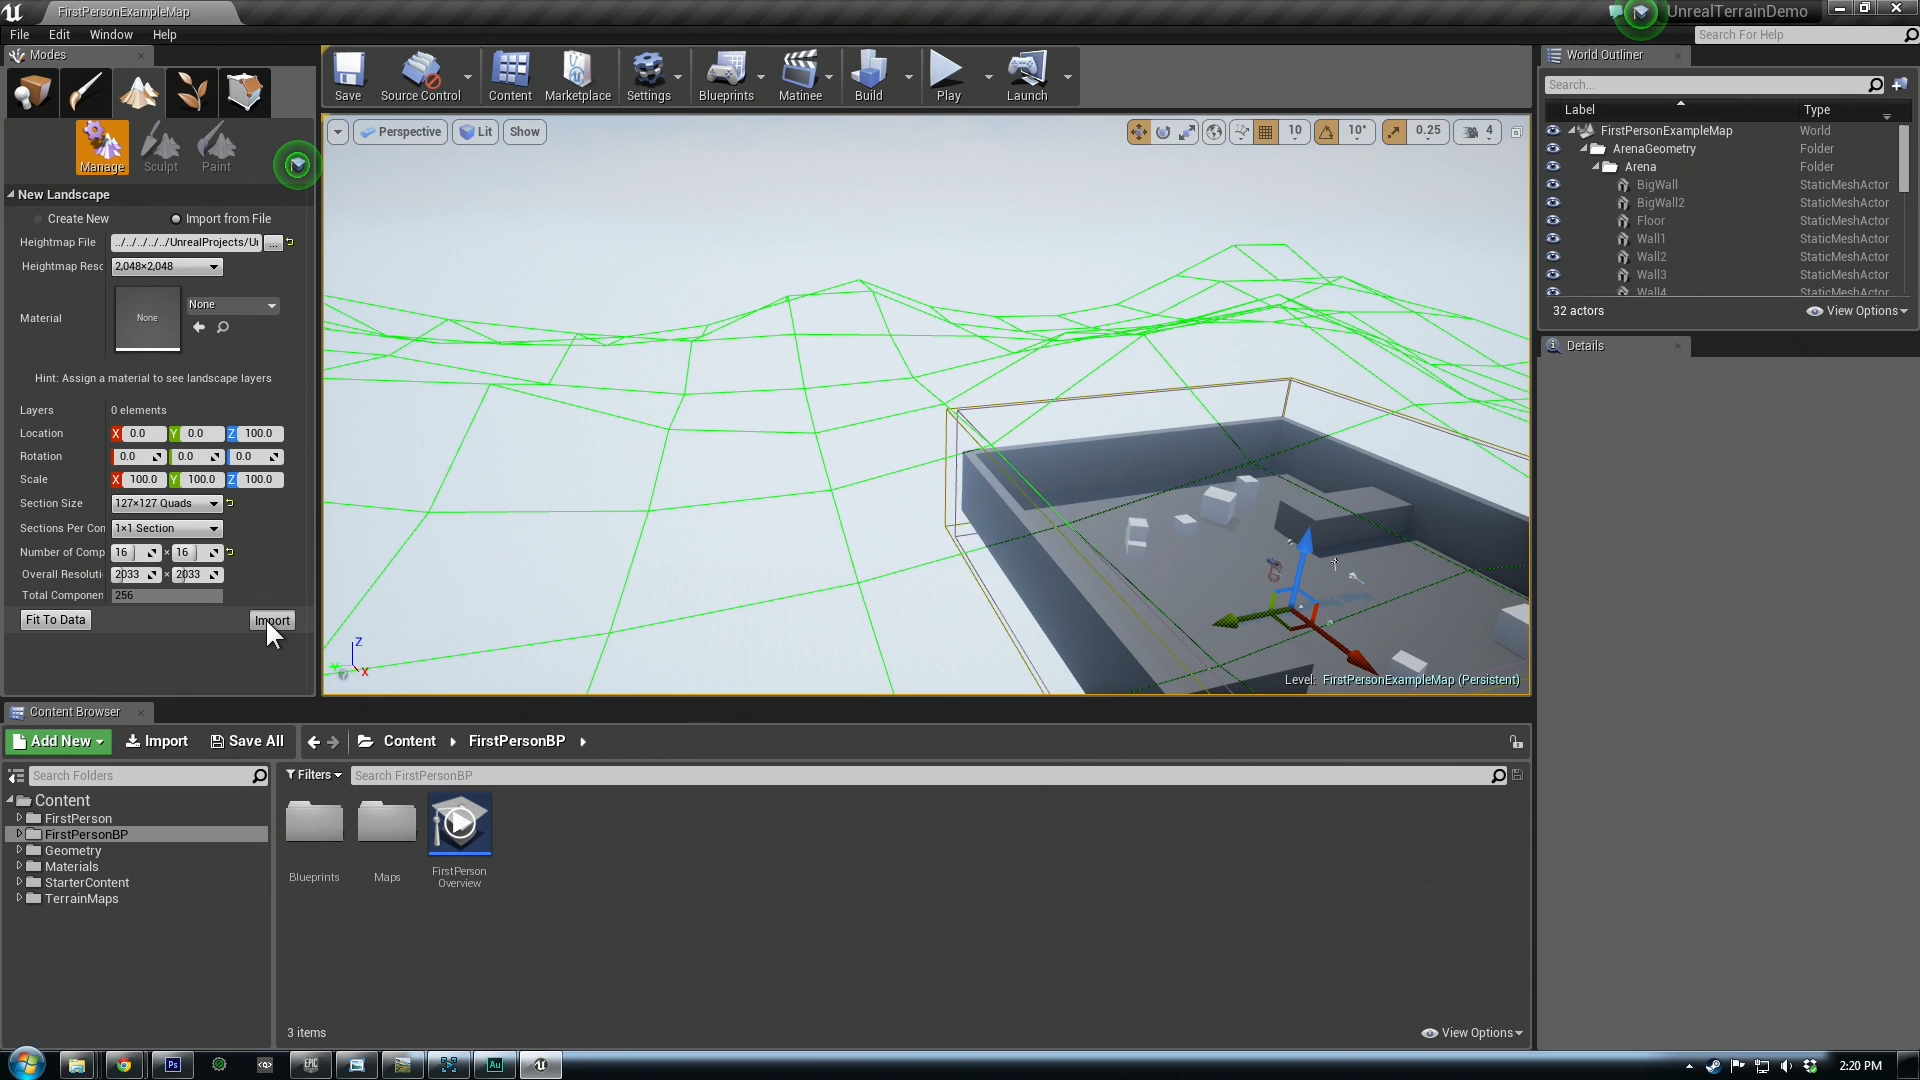 FirstPersonExampleMap
UnrealTerrainDemo
File Edit Window Help
Search For Help
Modes
Save Source Control Content Marketplace Settings Blueprints Matinee Build Play Launch
World Outliner
Search...
Label Type
FirstPersonExampleMap World
ArenaGeometry Folder
Arena Folder
BigWall StaticMeshActor
BigWall2 StaticMeshActor
Floor StaticMeshActor
Wall1 StaticMeshActor
Wall2 StaticMeshActor
Wall3 StaticMeshActor
Wall4 StaticMeshActor
32 actors
View Options
Details
Perspective Lit Show
10 10° 0.25 4
Manage Sculpt Paint
New Landscape
Create New Import from File
Heightmap File ../../../../../UnrealProjects/Ui ...
Heightmap Resc 2,048×2,048
Material None None
Hint: Assign a material to see landscape layers
Layers 0 elements
Location X 0.0 Y 0.0 Z 100.0
Rotation 0.0 0.0 0.0
Scale X 100.0 Y 100.0 Z 100.0
Section Size 127×127 Quads
Sections Per Con 1×1 Section
Number of Comp 16 × 16
Overall Resoluti 2033 × 2033
Total Componen 256
Fit To Data Import
Z
Y X
Level: FirstPersonExampleMap (Persistent)
Content Browser
Add New Import Save All Content FirstPersonBP
Search Folders
Filters Search FirstPersonBP
Content
FirstPerson
FirstPersonBP
Geometry
Materials
StarterContent
TerrainMaps
Blueprints Maps FirstPerson
Overview
3 items
View Options
Ps EPIC Au
2:20 PM